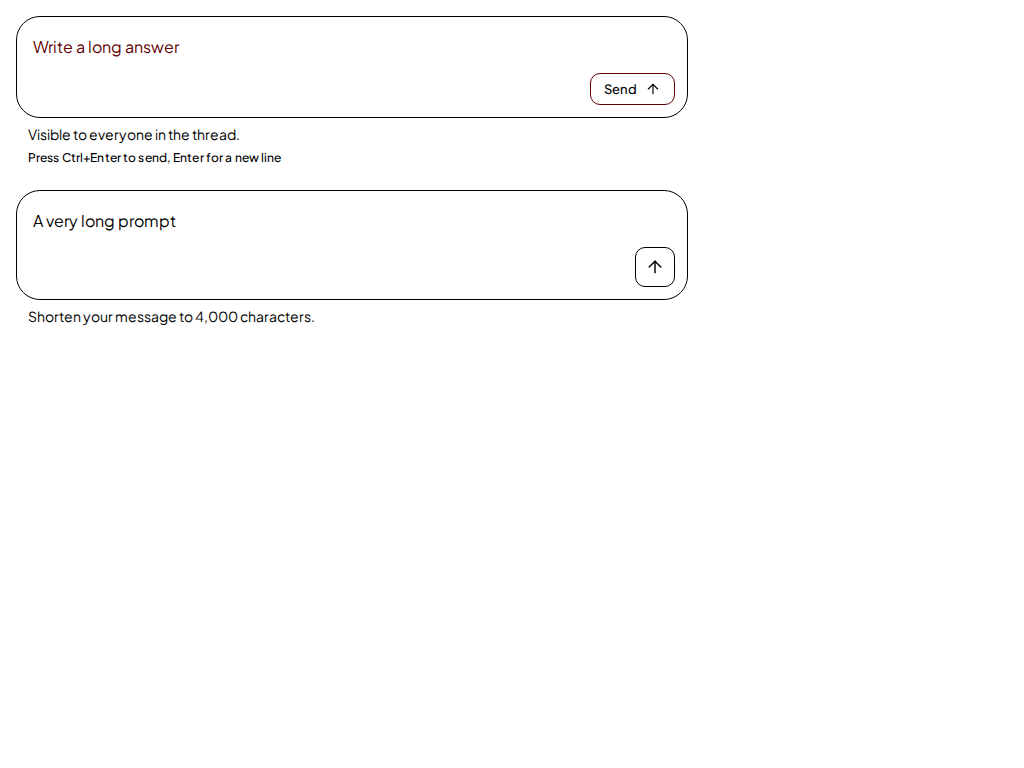 Write a long answer
Send
Visible to everyone in the thread.
Press Ctrl+Enter to send, Enter for a new line
A very long prompt
Shorten your message to 4,000 characters.